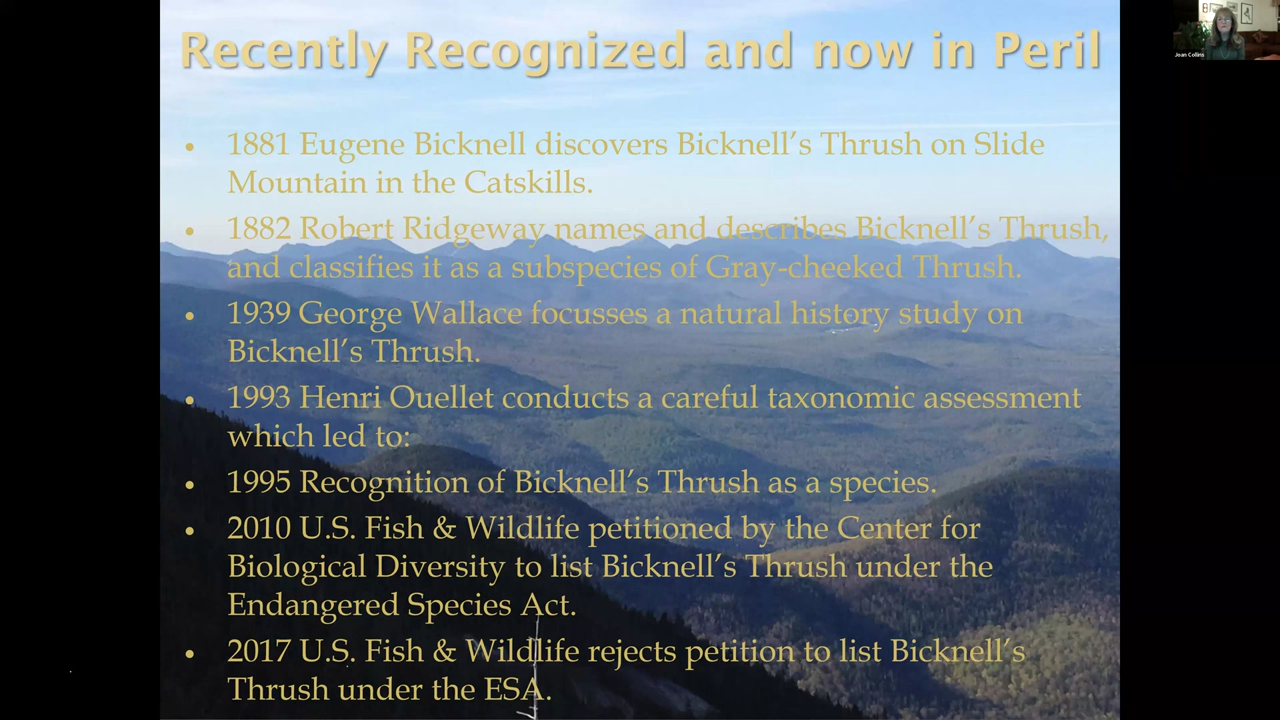 Recently Recognized and now in Peril
Joan Collins
• 1881 Eugene Bicknell discovers Bicknell's Thrush on Slide
Mountain in the Catskills.
• 1882 Robert Ridgeway names and describes Bicknell's Thrush,
and classifies it as a subspecies of Gray-cheeked Thrush.
• 1939 George Wallace focusses a natural history study on
Bicknell's Thrush.
• 1993 Henri Ouellet conducts a careful taxonomic assessment
which led to:
• 1995 Recognition of Bicknell's Thrush as a species.
• 2010 U.S. Fish & Wildlife petitioned by the Center for
Biological Diversity to list Bicknell's Thrush under the
Endangered Species Act.
• 2017 U.S. Fish & Wildlife rejects petition to list Bicknell's
Thrush under the ESA.